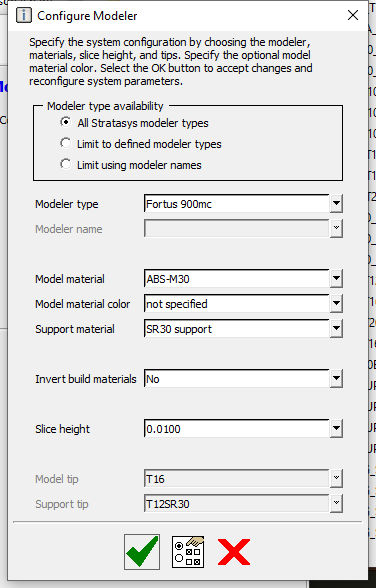 Configure Modeler
Specify the system configuration by choosing the modeler,
materials, slice height, and tips. Specify the optional model
material color. Select the OK button to accept changes and
reconfigure system parameters.
Modeler type availability
All Stratasys modeler types
Limit to defined modeler types
Limit using modeler names
Modeler type Fortus 900mc
Modeler name
Model material ABS-M30
Model material color not specified
Support material SR30 support
Invert build materials No
Slice height 0.0100
Model tip T16
Support tip T12SR30